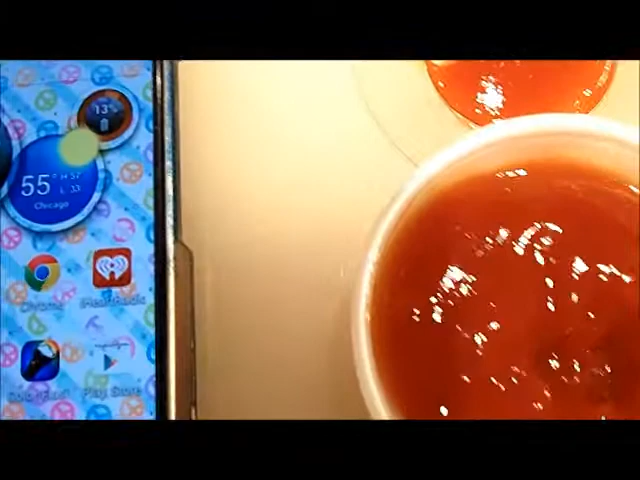 13%
55° H 57
L 33
Chicago
Chrome iHeartRadio
Play Store